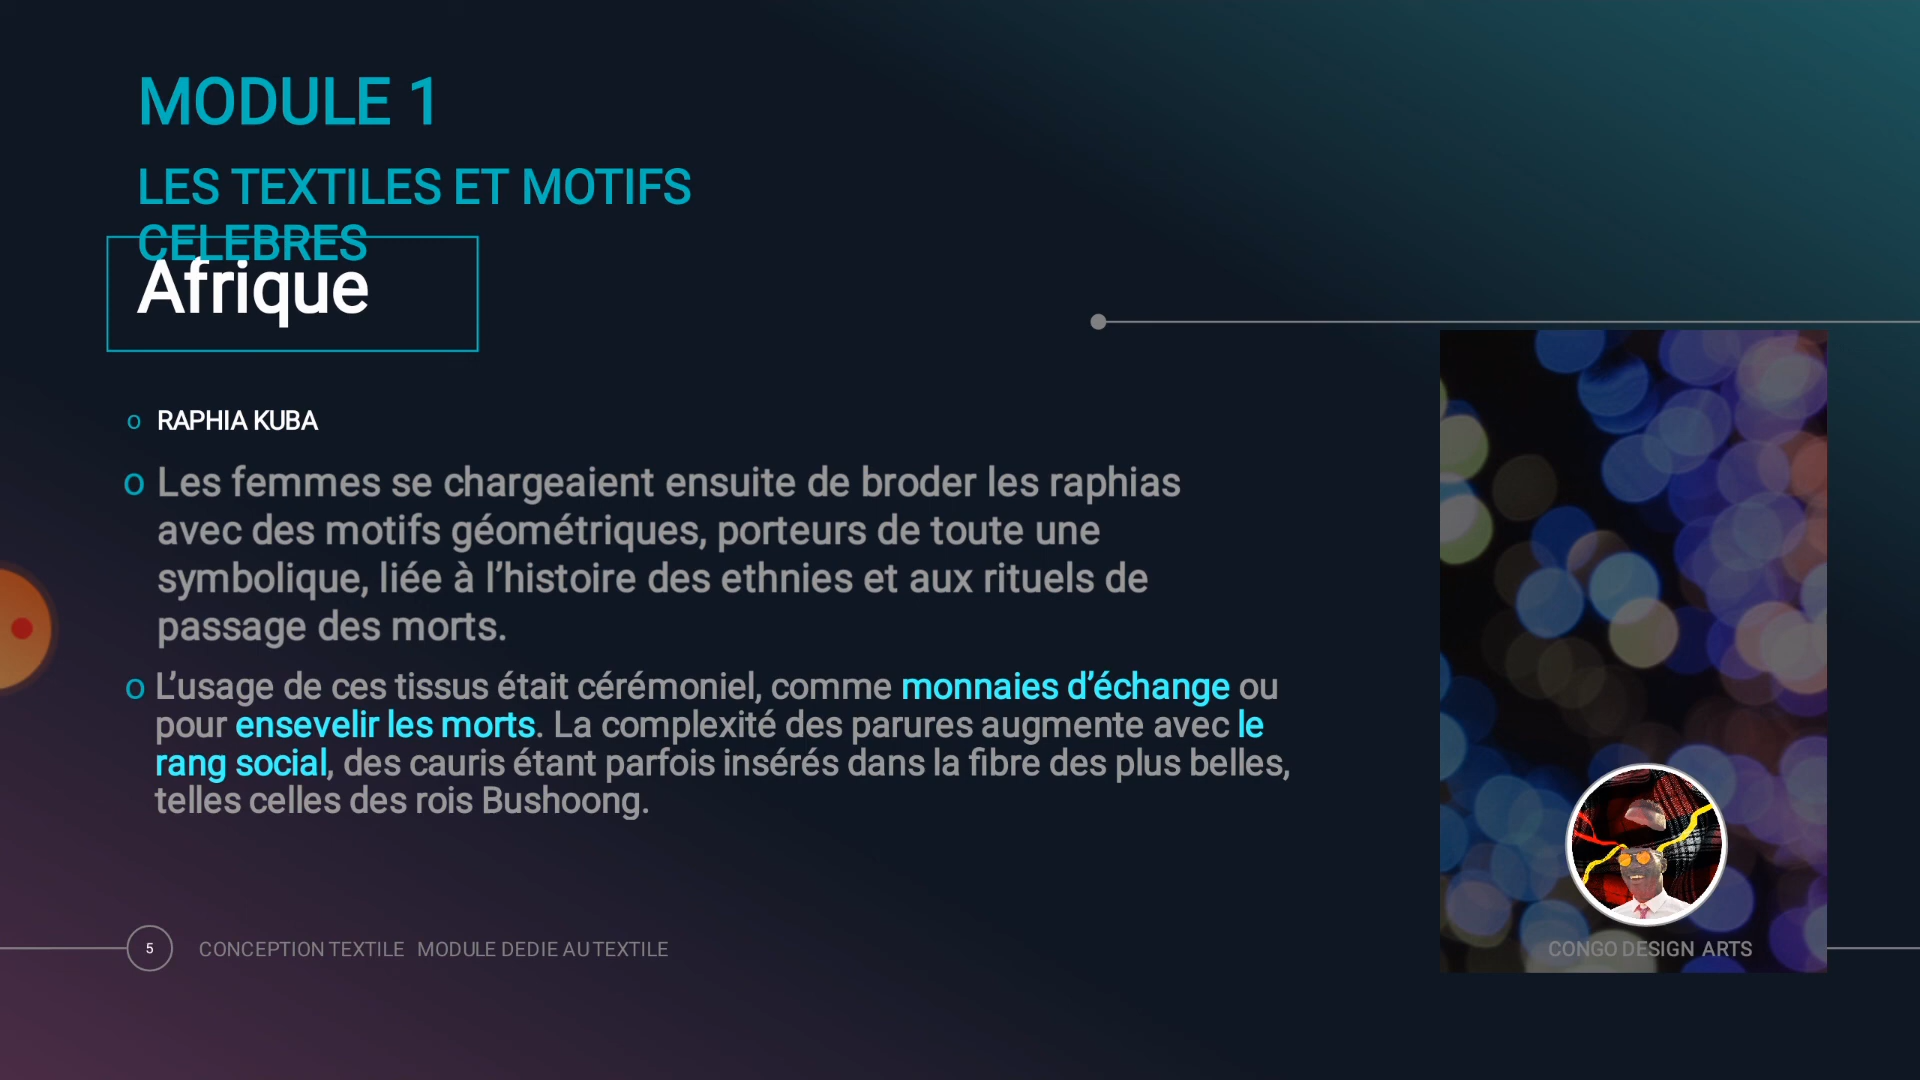 MODULE 1
LES TEXTILES ET MOTIFS
CELEBRES
Afrique
o RAPHIA KUBA
o Les femmes se chargeaient ensuite de broder les raphias
avec des motifs géométriques, porteurs de toute une
symbolique, liée à l’histoire des ethnies et aux rituels de
passage des morts.
o L’usage de ces tissus était cérémoniel, comme monnaies d’échange ou
pour ensevelir les morts. La complexité des parures augmente avec le
rang social, des cauris étant parfois insérés dans la fibre des plus belles,
telles celles des rois Bushoong.
5 CONCEPTION TEXTILE MODULE DEDIE AU TEXTILE
CONGO DESIGN ARTS